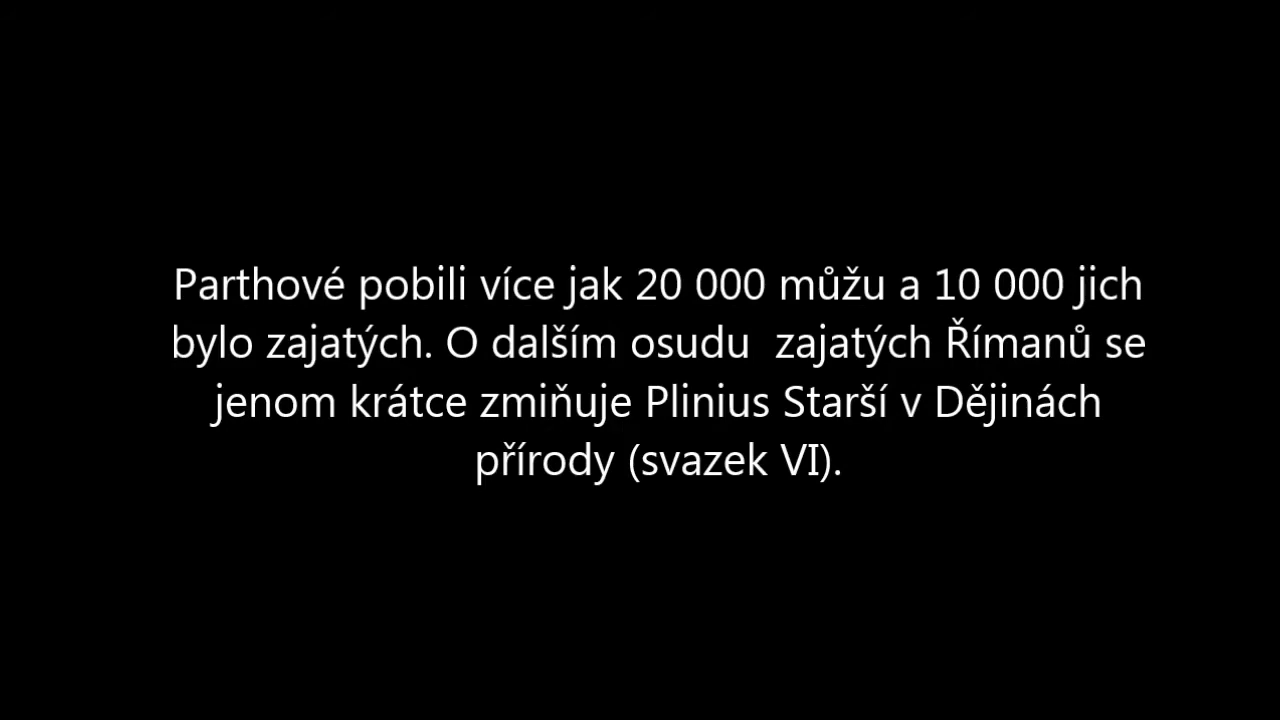 Parthové pobili více jak 20 000 můžu a 10 000 jich
bylo zajatých. O dalším osudu  zajatých Římanů se
jenom krátce zmiňuje Plinius Starší v Dějinách
přírody (svazek VI).